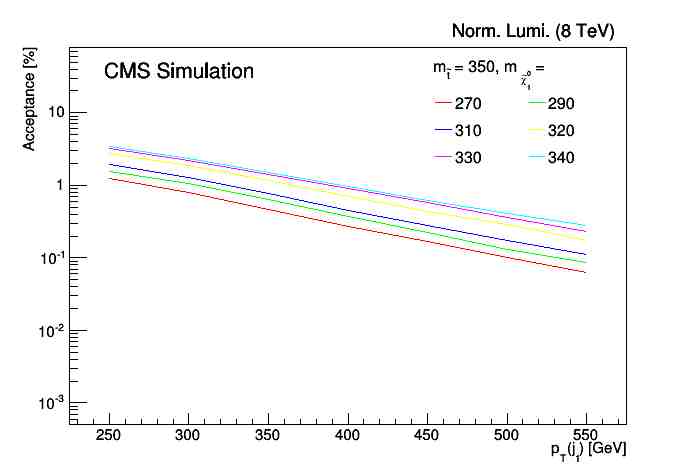 Norm. Lumi. (8 TeV)
CMS Simulation
m_t̃ = 350, m_χ̃⁰₁ =
270
290
310
320
330
340
Acceptance [%]
10
1
10⁻¹
10⁻²
10⁻³
250 300 350 400 450 500 550
p_T(j_1) [GeV]